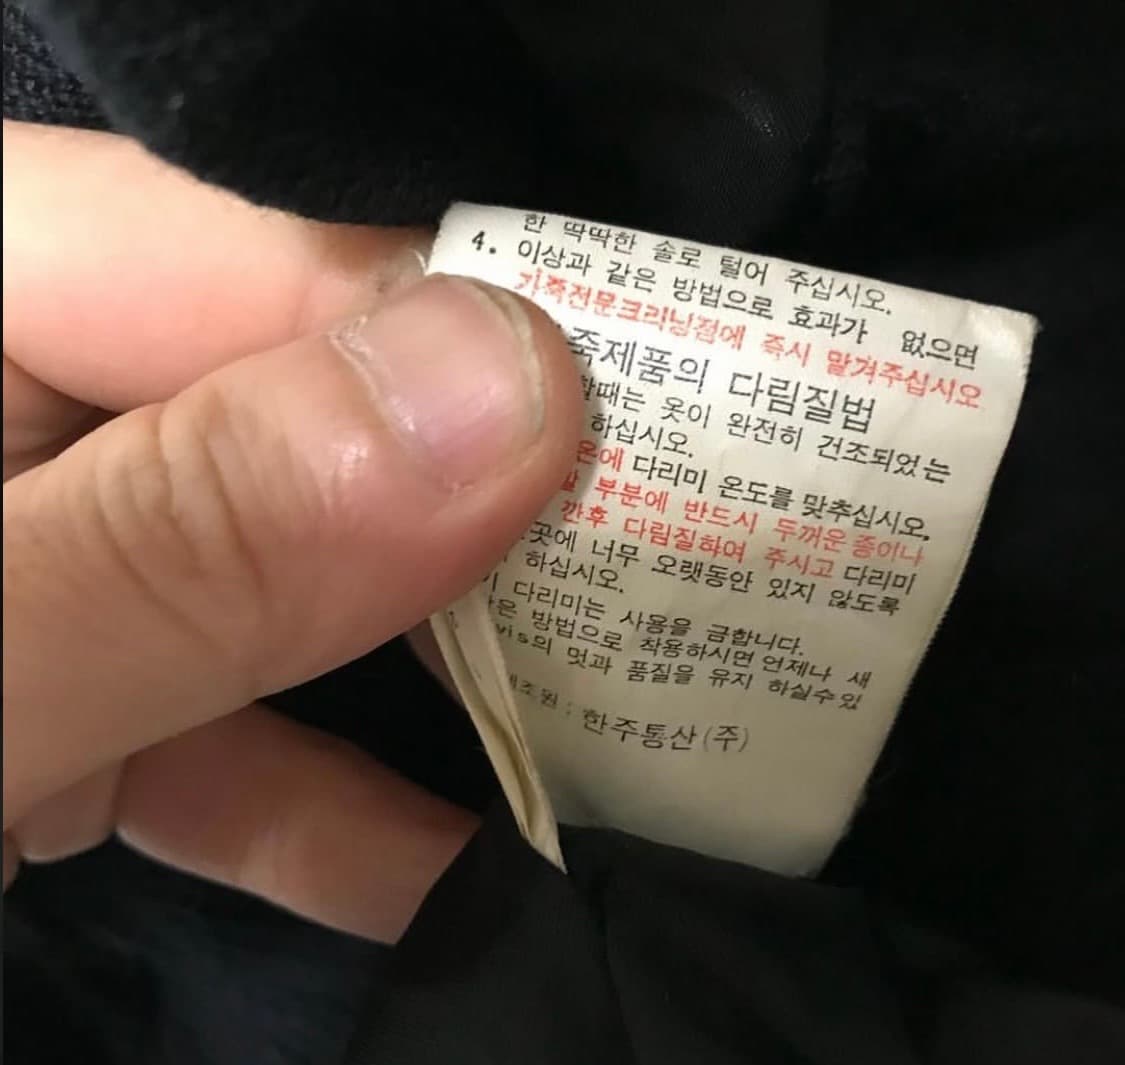 한 딱딱한 솔로 털어 주십시오.
4. 이상과 같은 방법으로 효과가 없으면
가죽전문크리닝점에 즉시 맡겨주십시오
죽제품의 다림질법
할때는 옷이 완전히 건조되었는
하십시오.
온에 다리미 온도를 맞추십시오.
부분에 반드시 두꺼운 종이나
깐후 다림질하여 주시고 다리미
곳에 너무 오랫동안 있지 않도록
하십시오.
다리미는 사용을 금합니다.
은 방법으로 착용하시면 언제나 새
vis의 멋과 품질을 유지 하실수있
제조원 : 한주통산(주)